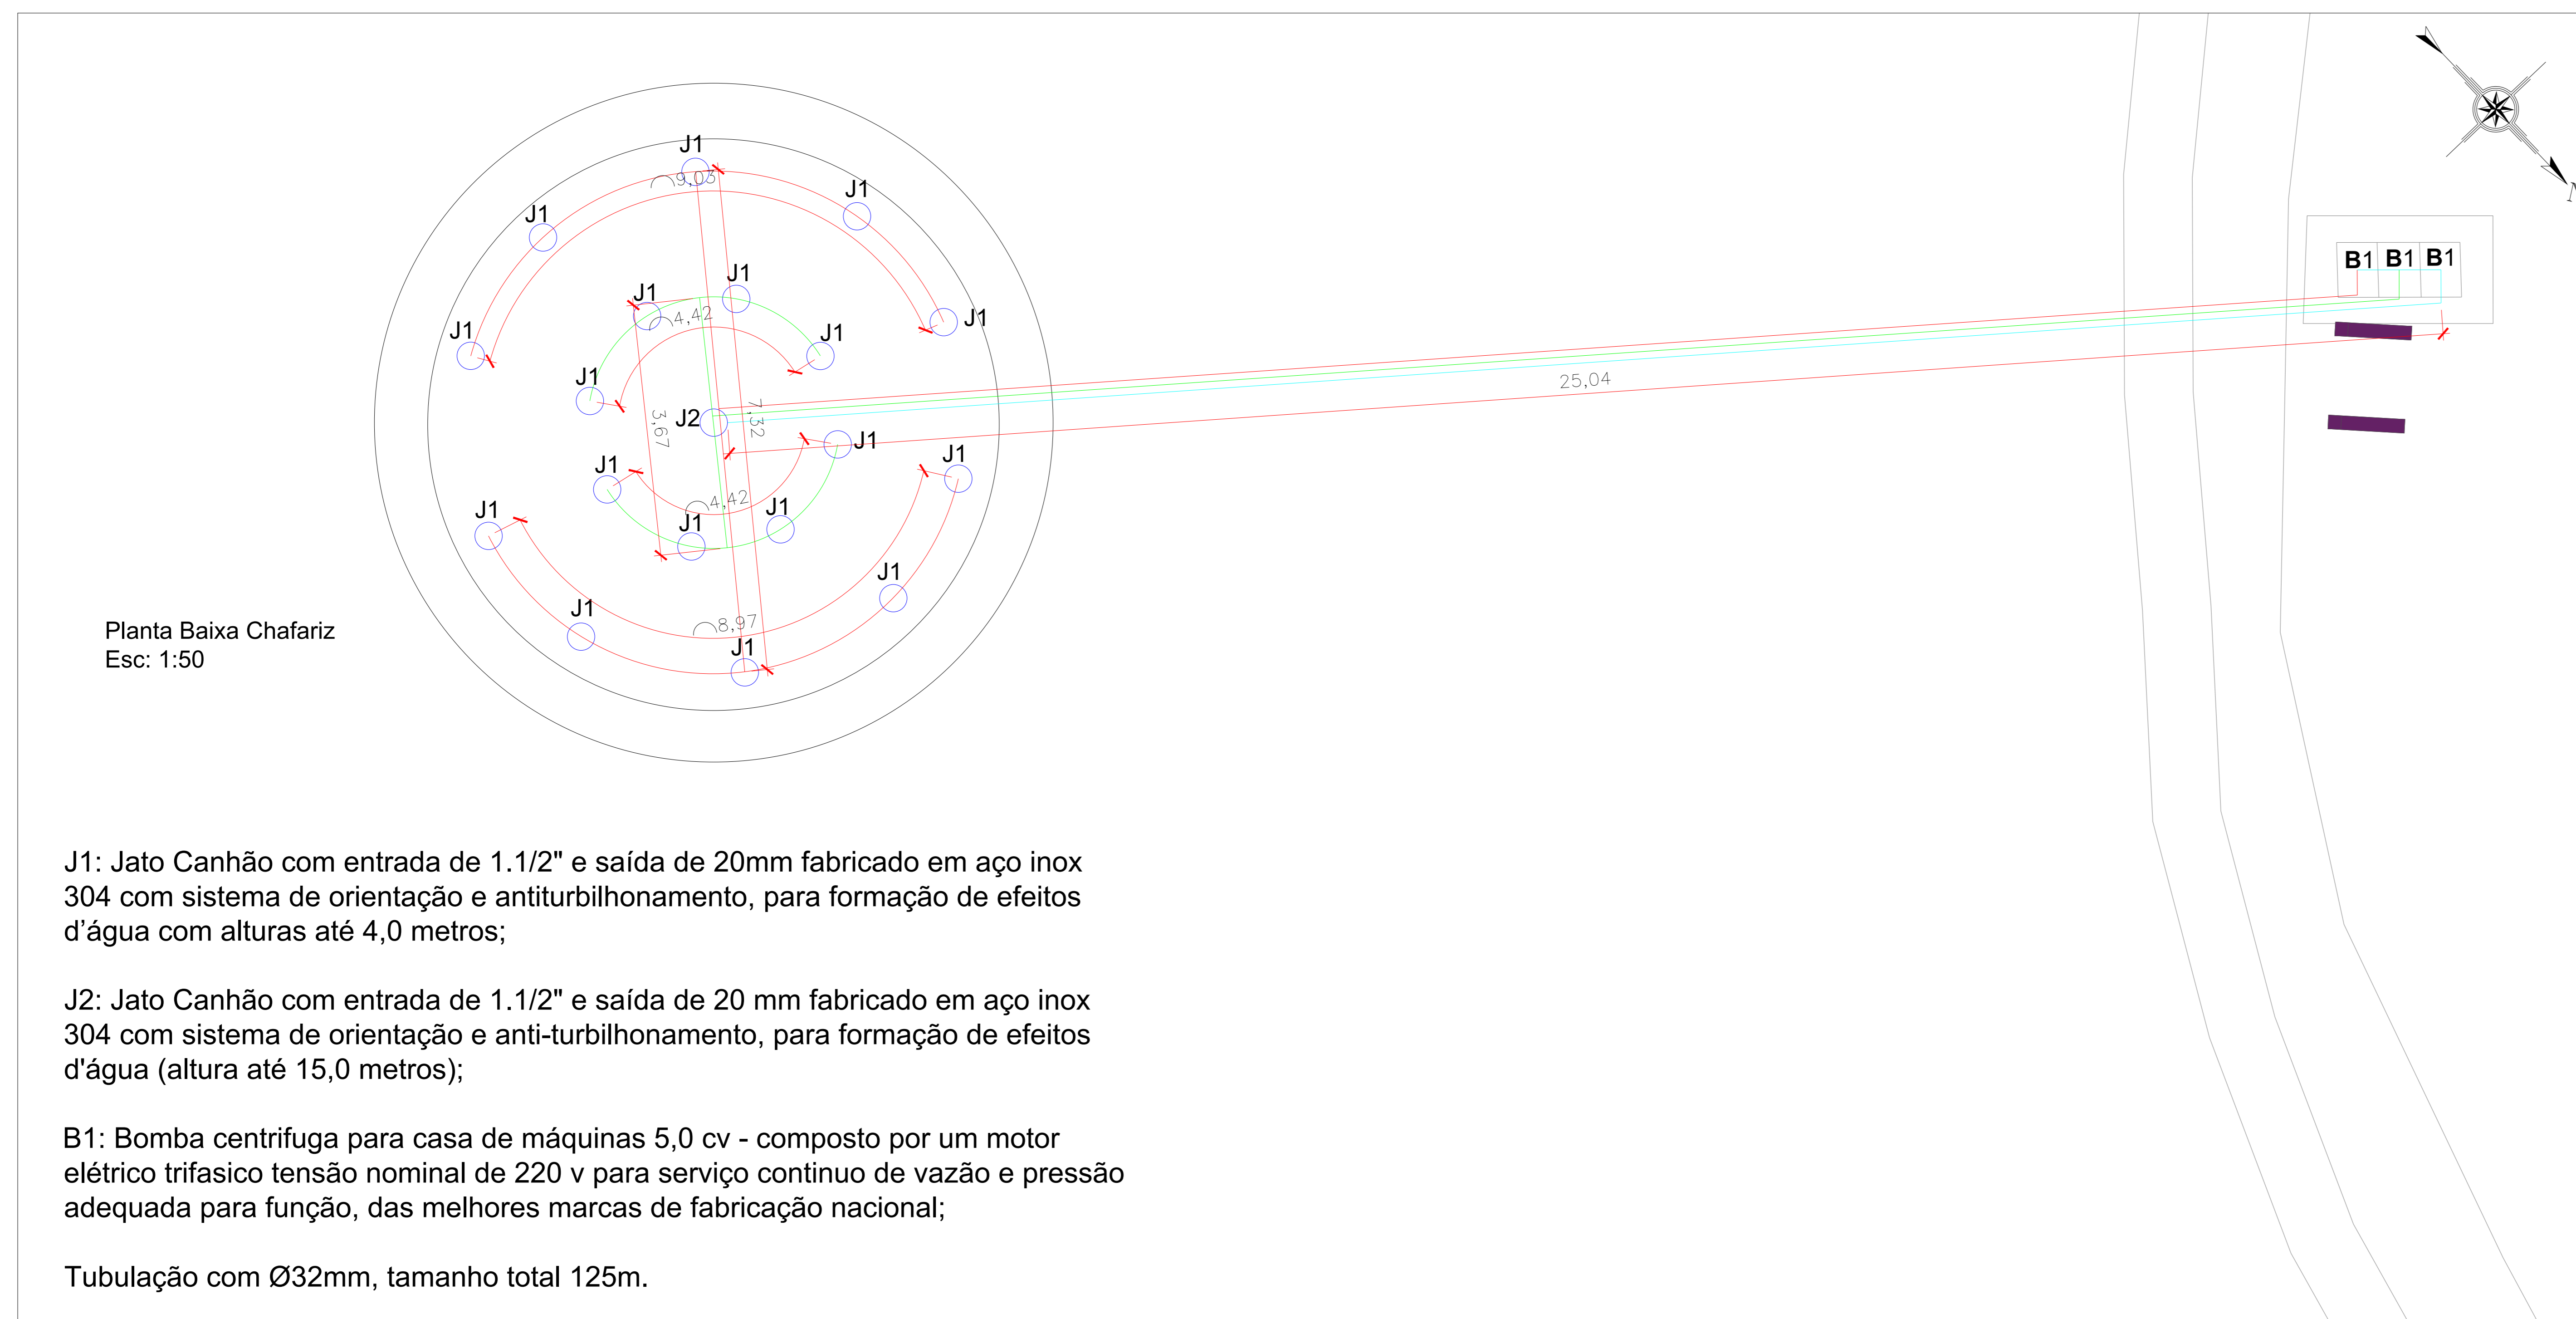 J1
9,03
J1
J1
J1
J1
J1
J1
J1
4,42
J1
J1
J1
J2
3,67
7,32
25,04
B1 B1 B1
J1
J1
J1
J1
4,42
J1
J1
J1
J1
8,97
J1
N
Planta Baixa Chafariz
Esc: 1:50
J1: Jato Canhão com entrada de 1.1/2" e saída de 20mm fabricado em aço inox
304 com sistema de orientação e antiturbilhonamento, para formação de efeitos
d’água com alturas até 4,0 metros;
J2: Jato Canhão com entrada de 1.1/2" e saída de 20 mm fabricado em aço inox
304 com sistema de orientação e anti-turbilhonamento, para formação de efeitos
d'água (altura até 15,0 metros);
B1: Bomba centrifuga para casa de máquinas 5,0 cv - composto por um motor
elétrico trifasico tensão nominal de 220 v para serviço continuo de vazão e pressão
adequada para função, das melhores marcas de fabricação nacional;
Tubulação com Ø32mm, tamanho total 125m.